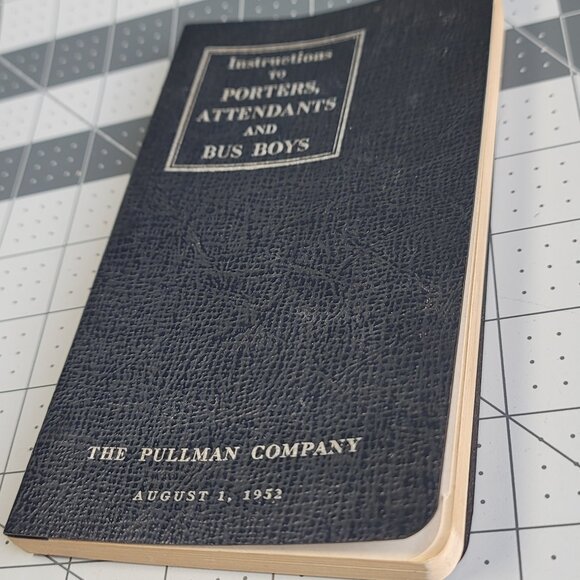 Instructions
TO
PORTERS,
ATTENDANTS
AND
BUS BOYS
THE PULLMAN COMPANY
AUGUST 1, 1952